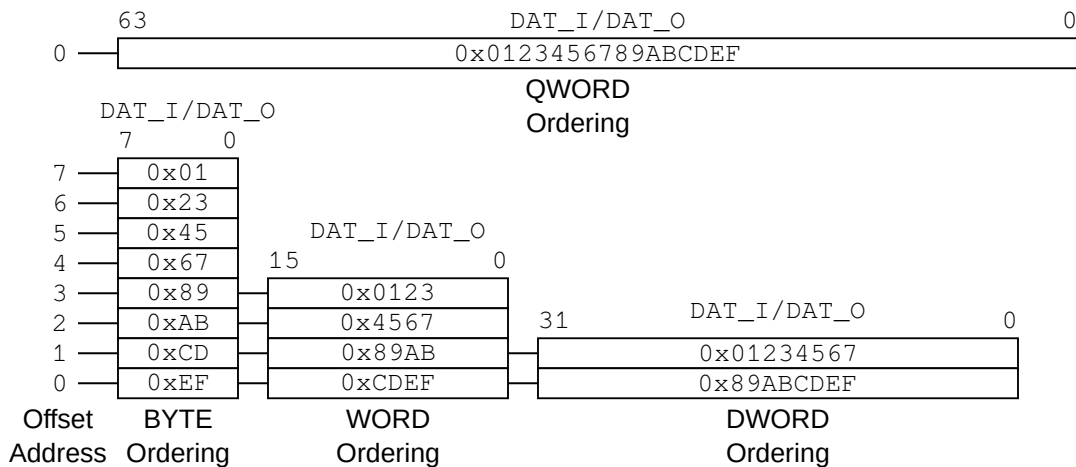 63 DAT_I/DAT_O 0
0 0x0123456789ABCDEF
QWORD
Ordering
DAT_I/DAT_O
7 0
7 0x01
6 0x23
5 0x45
DAT_I/DAT_O
4 0x67
15 0
3 0x89 0x0123
DAT_I/DAT_O
2 0xAB 0x4567
31 0
1 0xCD 0x89AB 0x01234567
0 0xEF 0xCDEF 0x89ABCDEF
Offset BYTE WORD DWORD
Address Ordering Ordering Ordering